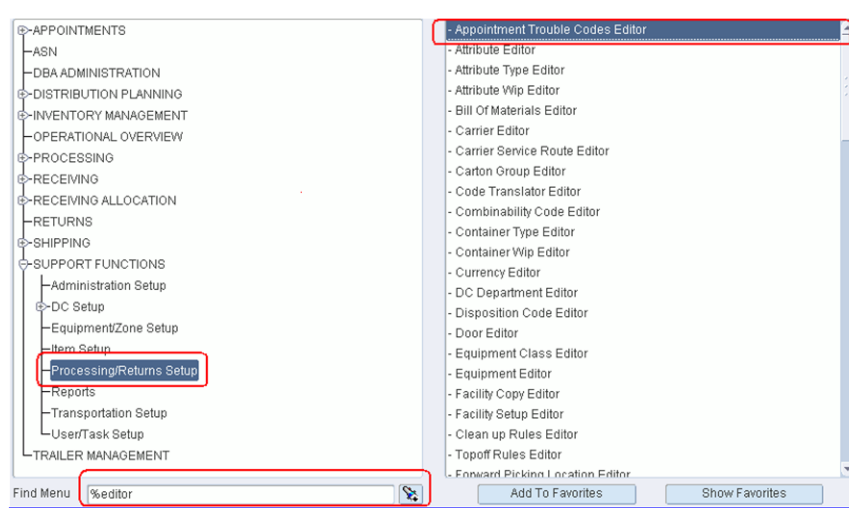 APPOINTMENTS
ASN
DBA ADMINISTRATION
DISTRIBUTION PLANNING
INVENTORY MANAGEMENT
OPERATIONAL OVERVIEW
PROCESSING
RECEIVING
RECEIVING ALLOCATION
RETURNS
SHIPPING
SUPPORT FUNCTIONS
Administration Setup
DC Setup
Equipment/Zone Setup
Item Setup
Processing/Returns Setup
Reports
Transportation Setup
User/Task Setup
TRAILER MANAGEMENT
Find Menu %editor
- Appointment Trouble Codes Editor
- Attribute Editor
- Attribute Type Editor
- Attribute Wip Editor
- Bill Of Materials Editor
- Carrier Editor
- Carrier Service Route Editor
- Carton Group Editor
- Code Translator Editor
- Combinability Code Editor
- Container Type Editor
- Container Wip Editor
- Currency Editor
- DC Department Editor
- Disposition Code Editor
- Door Editor
- Equipment Class Editor
- Equipment Editor
- Facility Copy Editor
- Facility Setup Editor
- Clean up Rules Editor
- Topoff Rules Editor
- Forward Picking Location Editor
Add To Favorites Show Favorites